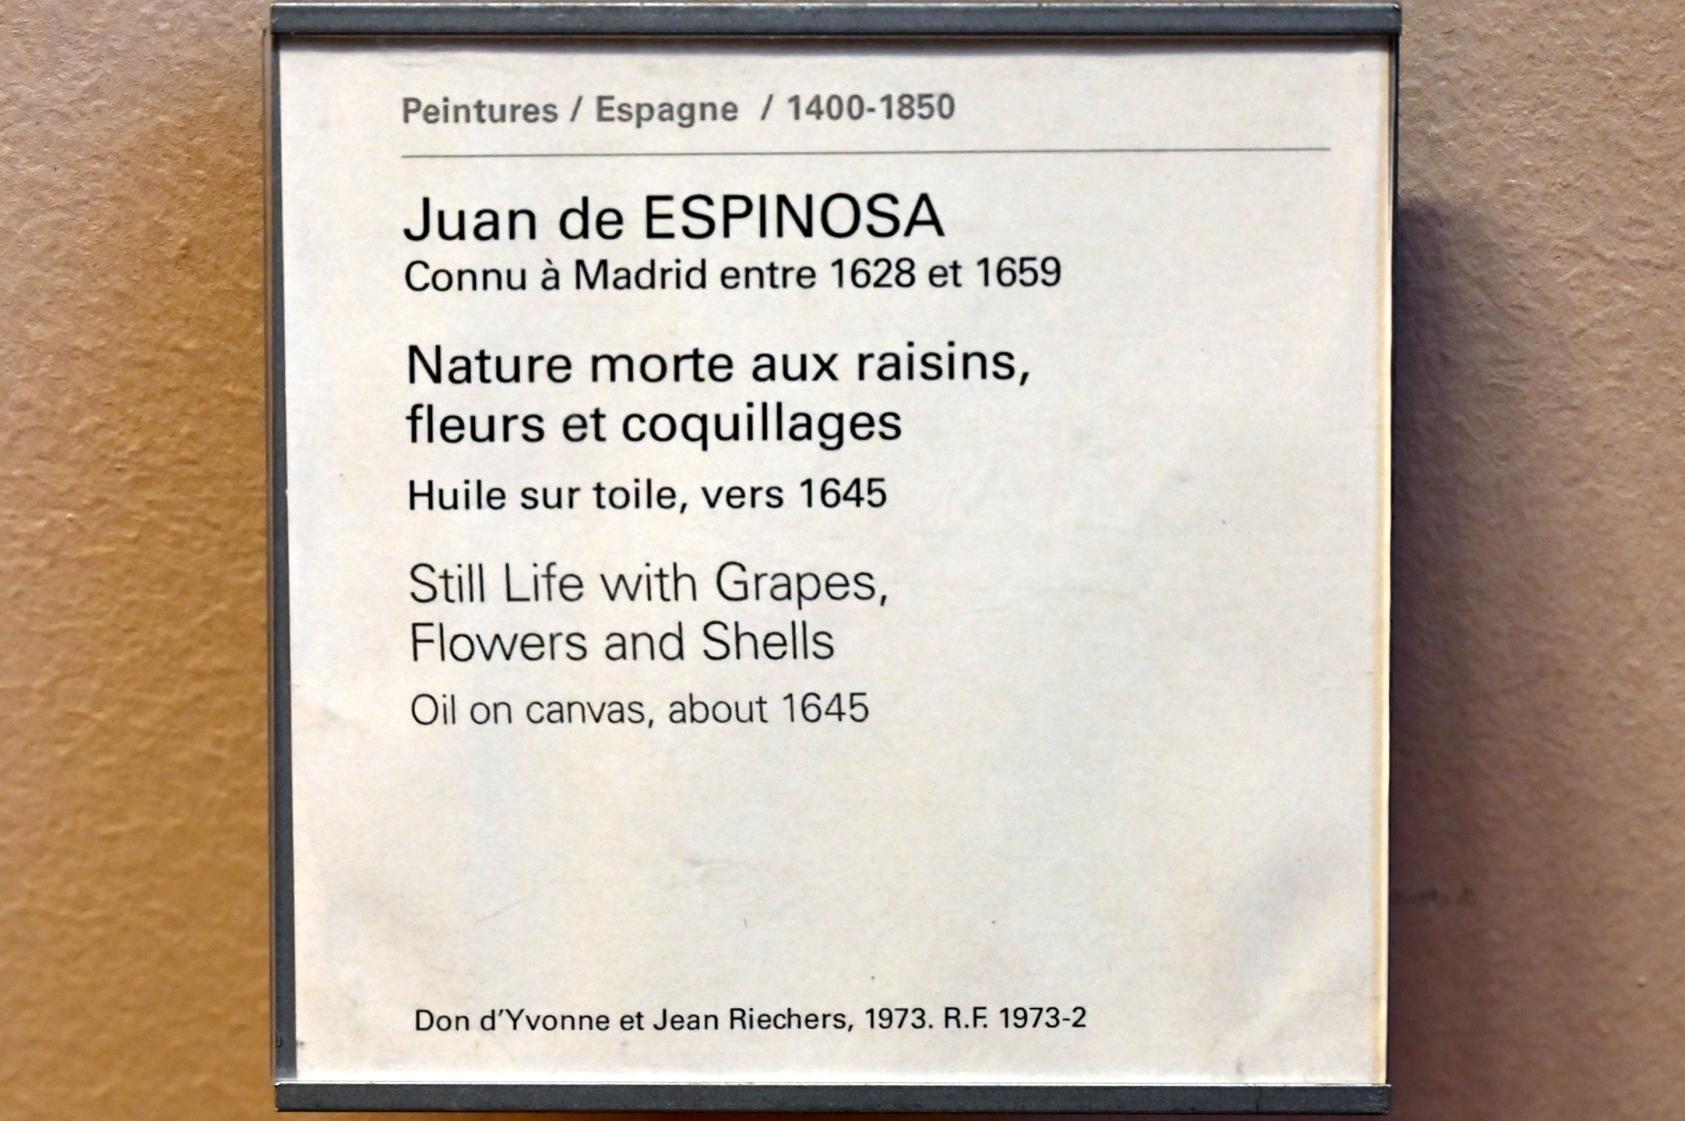 Peintures / Espagne / 1400-1850
Juan de ESPINOSA
Connu à Madrid entre 1628 et 1659
Nature morte aux raisins,
fleurs et coquillages
Huile sur toile, vers 1645
Still Life with Grapes,
Flowers and Shells
Oil on canvas, about 1645
Don d'Yvonne et Jean Riechers, 1973. R.F. 1973-2